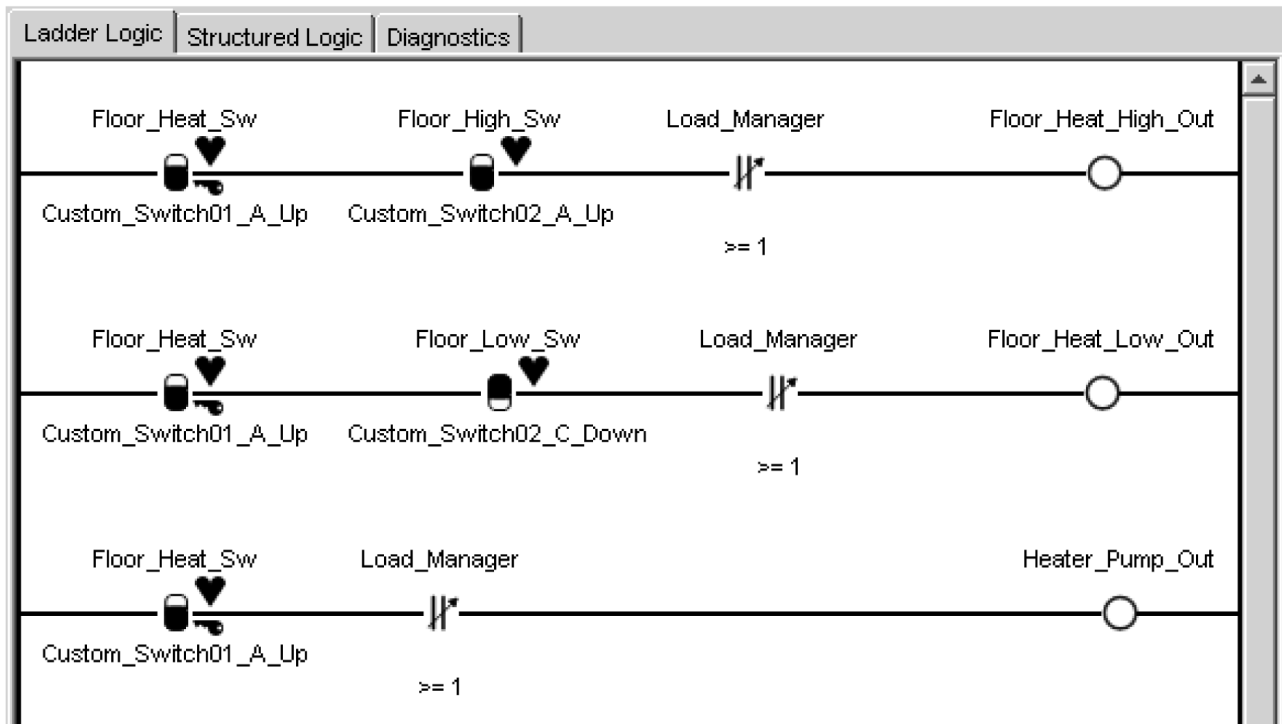 Ladder Logic Structured Logic Diagnostics
Floor_Heat_Sw Floor_High_Sw Load_Manager Floor_Heat_High_Out
Custom_Switch01_A_Up Custom_Switch02_A_Up
>= 1
Floor_Heat_Sw Floor_Low_Sw Load_Manager Floor_Heat_Low_Out
Custom_Switch01_A_Up Custom_Switch02_C_Down
>= 1
Floor_Heat_Sw Load_Manager Heater_Pump_Out
Custom_Switch01_A_Up
>= 1